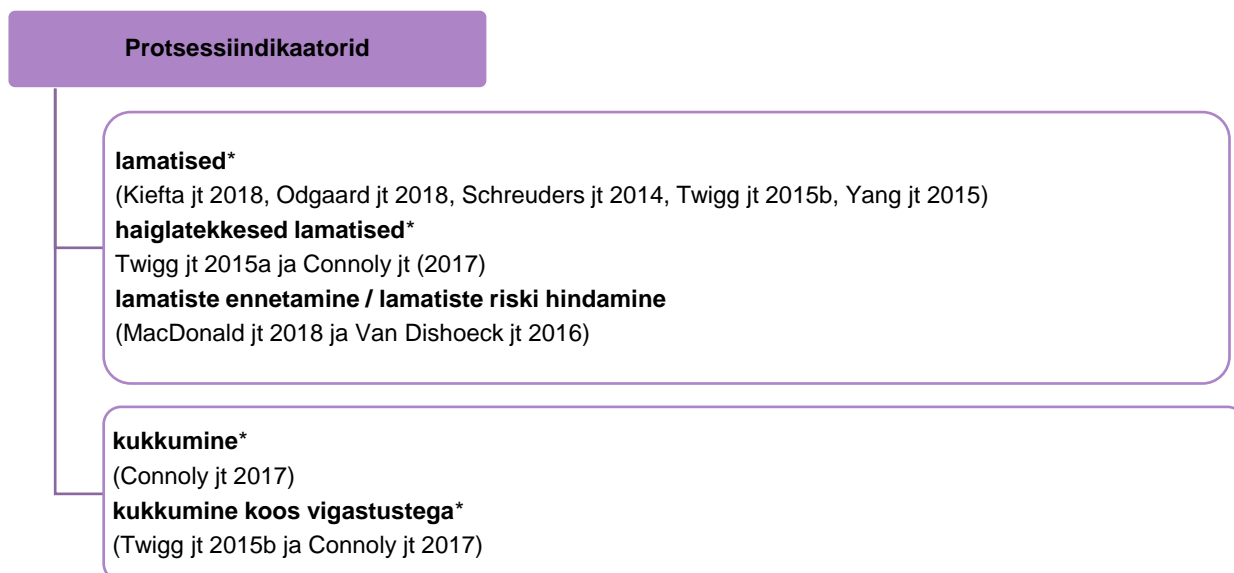 Protsessiindikaatorid
lamatised*
(Kiefta jt 2018, Odgaard jt 2018, Schreuders jt 2014, Twigg jt 2015b, Yang jt 2015)
haiglatekkesed lamatised*
Twigg jt 2015a ja Connoly jt (2017)
lamatiste ennetamine / lamatiste riski hindamine
(MacDonald jt 2018 ja Van Dishoeck jt 2016)
kukkumine*
(Connoly jt 2017)
kukkumine koos vigastustega*
(Twigg jt 2015b ja Connoly jt 2017)